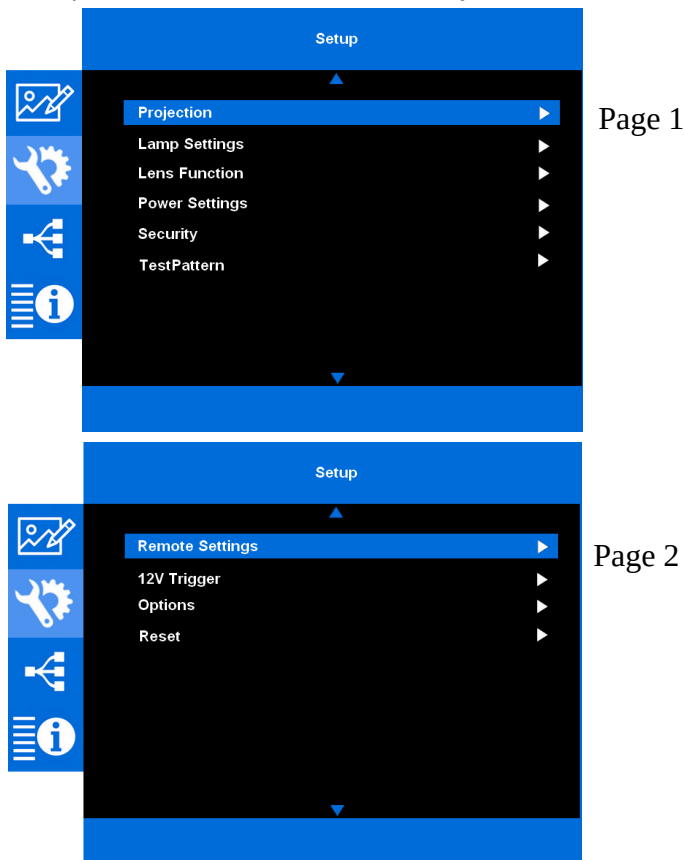 Setup
Projection
Page 1
Lamp Settings
Lens Function
Power Settings
Security
TestPattern
Setup
Remote Settings
Page 2
12V Trigger
Options
Reset